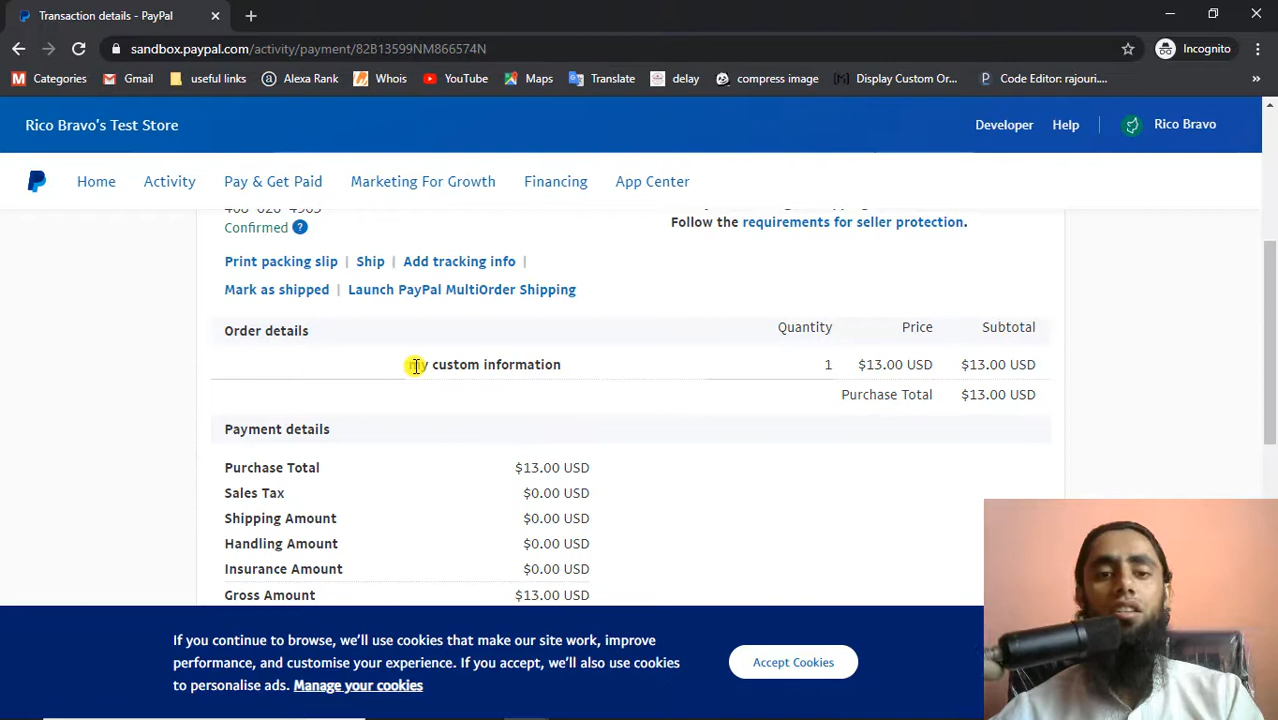 Transaction details - PayPal
sandbox.paypal.com/activity/payment/82B13599NM866574N
Incognito
Categories
Gmail
useful links
Alexa Rank
Whois
YouTube
Maps
Translate
delay
compress image
Display Custom Or...
Code Editor: rajouri....
Rico Bravo's Test Store
Developer
Help
Rico Bravo
Home
Activity
Pay & Get Paid
Marketing For Growth
Financing
App Center
Confirmed ?
Follow the requirements for seller protection.
Print packing slip | Ship | Add tracking info |
Mark as shipped | Launch PayPal MultiOrder Shipping
Order details Quantity Price Subtotal
my custom information 1 $13.00 USD $13.00 USD
Purchase Total $13.00 USD
Payment details
Purchase Total $13.00 USD
Sales Tax $0.00 USD
Shipping Amount $0.00 USD
Handling Amount $0.00 USD
Insurance Amount $0.00 USD
Gross Amount $13.00 USD
If you continue to browse, we'll use cookies that make our site work, improve
performance, and customise your experience. If you accept, we'll also use cookies
to personalise ads. Manage your cookies
Accept Cookies